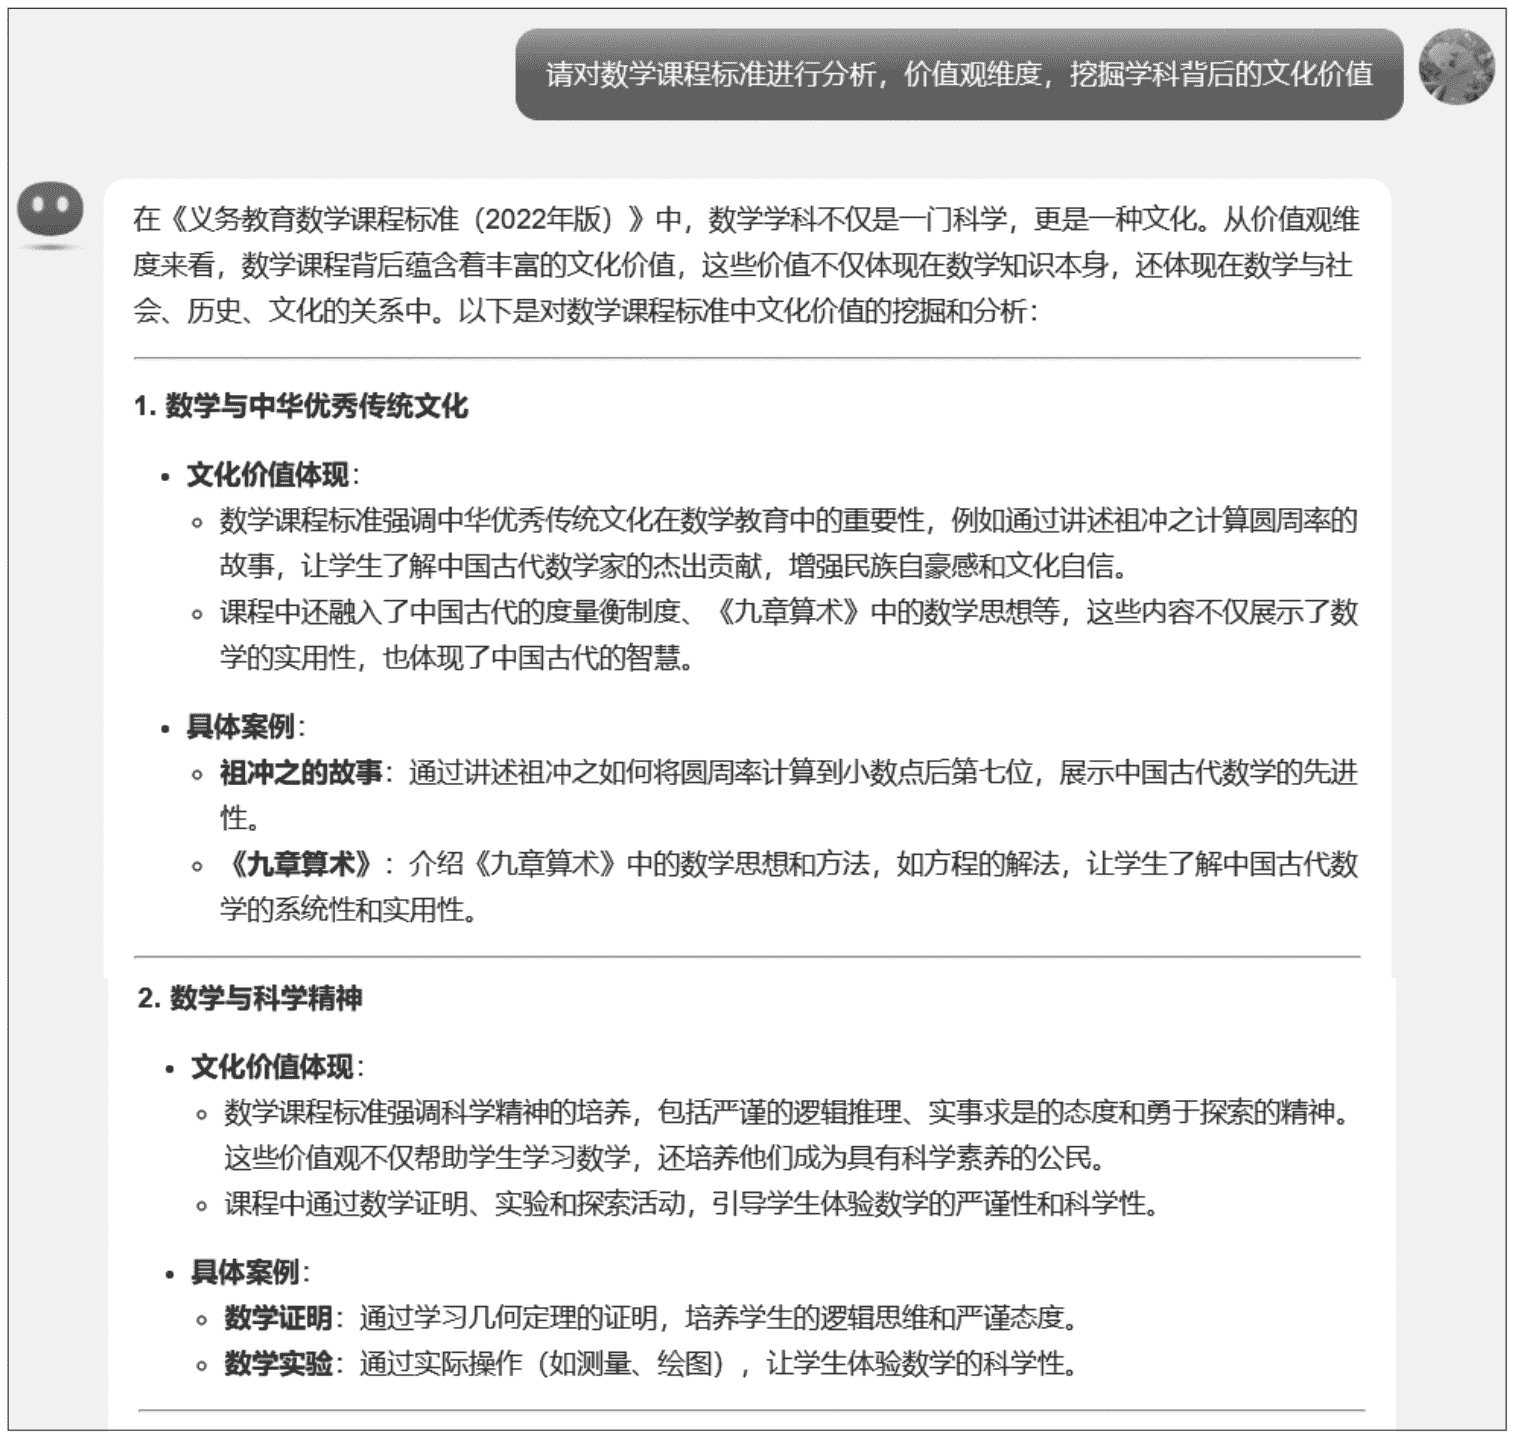 请对数学课程标准进行分析，价值观维度，挖掘学科背后的文化价值
在《义务教育数学课程标准（2022年版）》中，数学学科不仅是一门科学，更是一种文化。从价值观维
度来看，数学课程背后蕴含着丰富的文化价值，这些价值不仅体现在数学知识本身，还体现在数学与社
会、历史、文化的关系中。以下是对数学课程标准中文化价值的挖掘和分析：
1. 数学与中华优秀传统文化
• 文化价值体现：
◦ 数学课程标准强调中华优秀传统文化在数学教育中的重要性，例如通过讲述祖冲之计算圆周率的
故事，让学生了解中国古代数学家的杰出贡献，增强民族自豪感和文化自信。
◦ 课程中还融入了中国古代的度量衡制度、《九章算术》中的数学思想等，这些内容不仅展示了数
学的实用性，也体现了中国古代的智慧。
• 具体案例：
◦ 祖冲之的故事：通过讲述祖冲之如何将圆周率计算到小数点后第七位，展示中国古代数学的先进
性。
◦ 《九章算术》：介绍《九章算术》中的数学思想和方法，如方程的解法，让学生了解中国古代数
学的系统性和实用性。
2. 数学与科学精神
• 文化价值体现：
◦ 数学课程标准强调科学精神的培养，包括严谨的逻辑推理、实事求是的态度和勇于探索的精神。
这些价值观不仅帮助学生学习数学，还培养他们成为具有科学素养的公民。
◦ 课程中通过数学证明、实验和探索活动，引导学生体验数学的严谨性和科学性。
• 具体案例：
◦ 数学证明：通过学习几何定理的证明，培养学生的逻辑思维和严谨态度。
◦ 数学实验：通过实际操作（如测量、绘图），让学生体验数学的科学性。